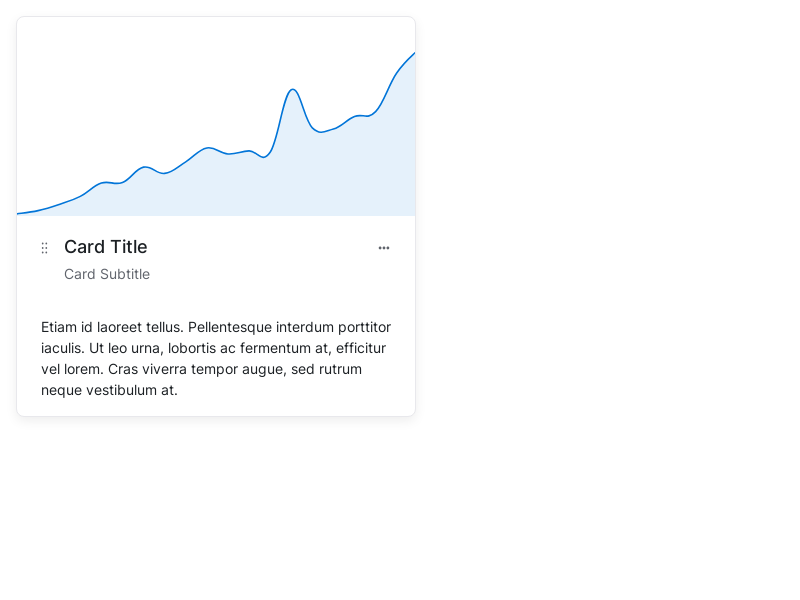 Card Title
Card Subtitle
Etiam id laoreet tellus. Pellentesque interdum porttitor
iaculis. Ut leo urna, lobortis ac fermentum at, efficitur
vel lorem. Cras viverra tempor augue, sed rutrum
neque vestibulum at.